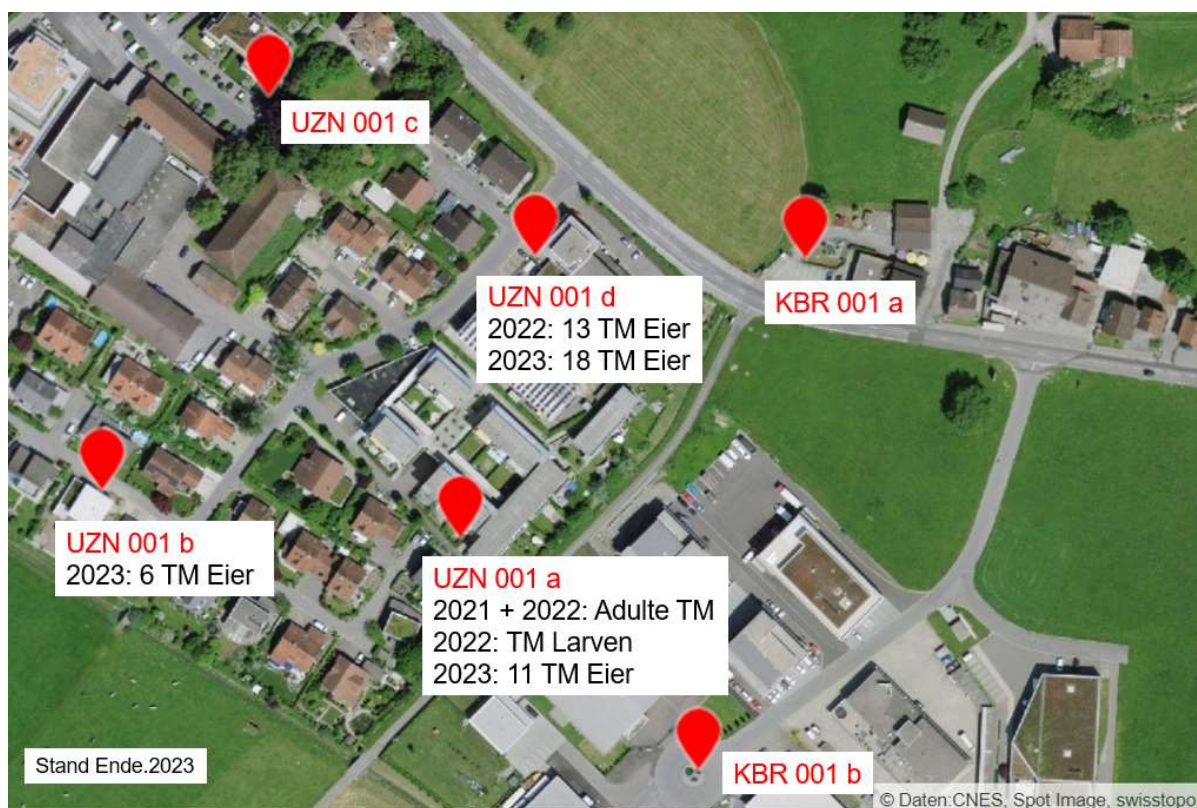 UZN 001 c
UZN 001 d
2022: 13 TM Eier
2023: 18 TM Eier
KBR 001 a
UZN 001 b
2023: 6 TM Eier
UZN 001 a
2021 + 2022: Adulte TM
2022: TM Larven
2023: 11 TM Eier
KBR 001 b
Stand Ende.2023
© Daten:CNES, Spot Image, swisstopo